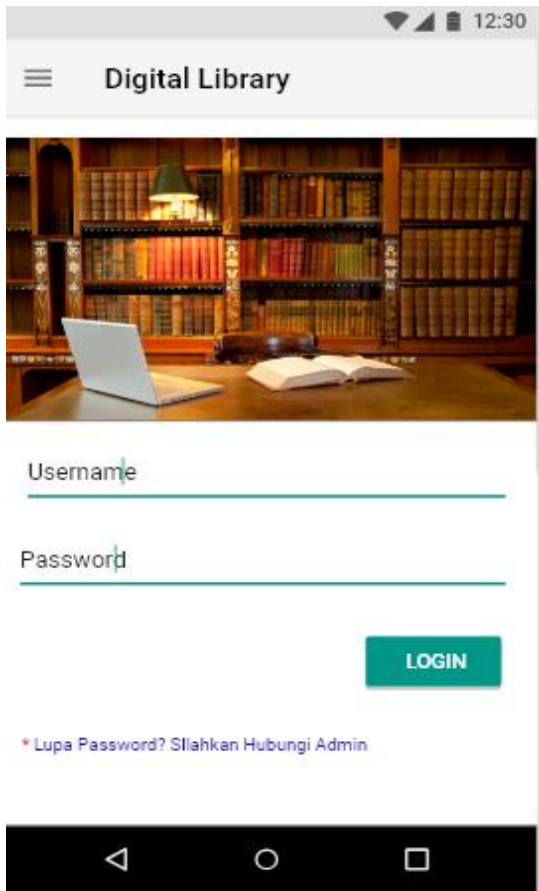 12:30
Digital Library
Username
Password
LOGIN
* Lupa Password? SIlahkan Hubungi Admin